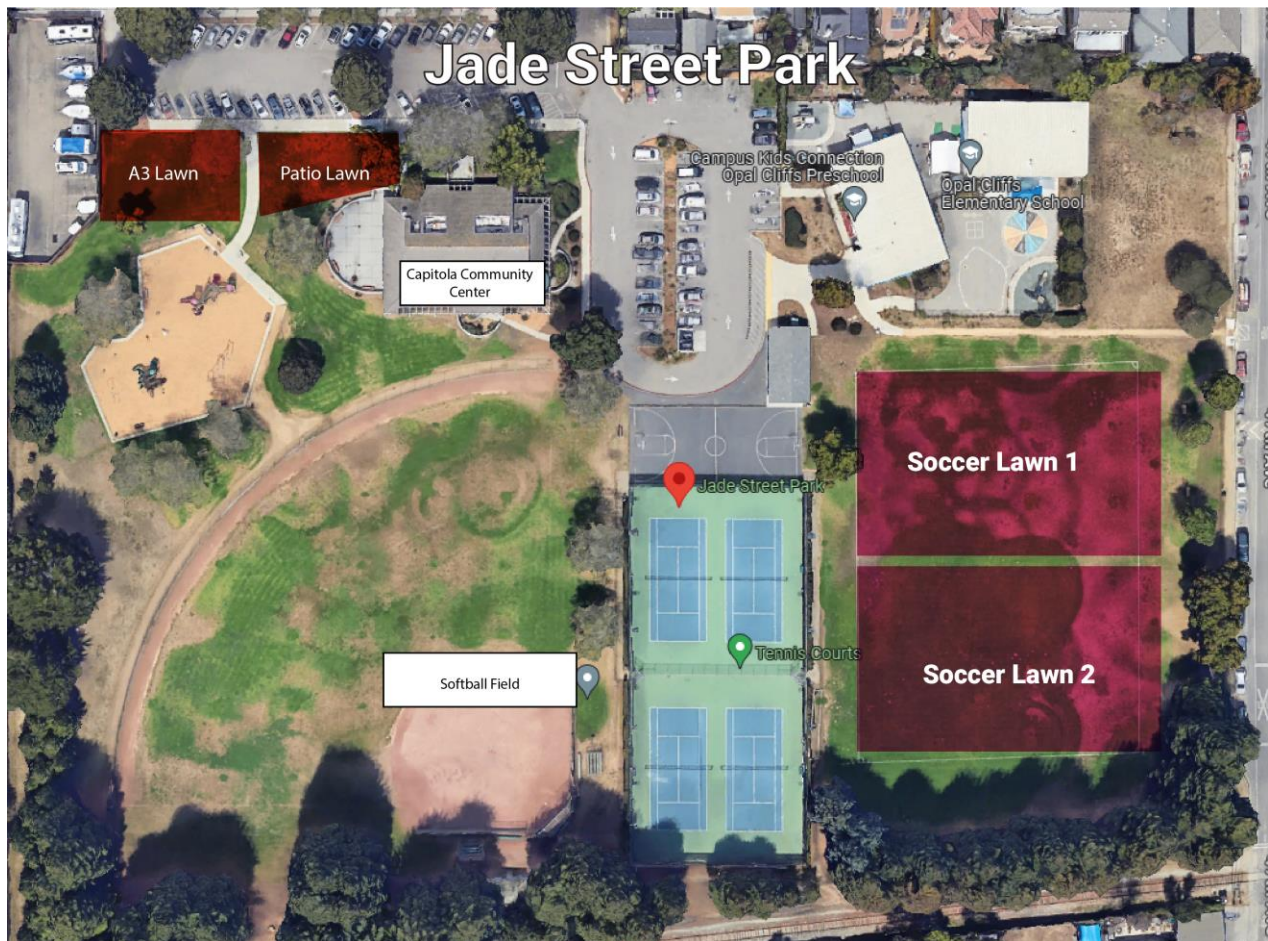 Jade Street Park
A3 Lawn
Patio Lawn
Campus Kids Connection
Opal Cliffs Preschool
Opal Cliffs
Elementary School
Capitola Community
Center
Soccer Lawn 1
Jade Street Park
Tennis Courts
Softball Field
Soccer Lawn 2